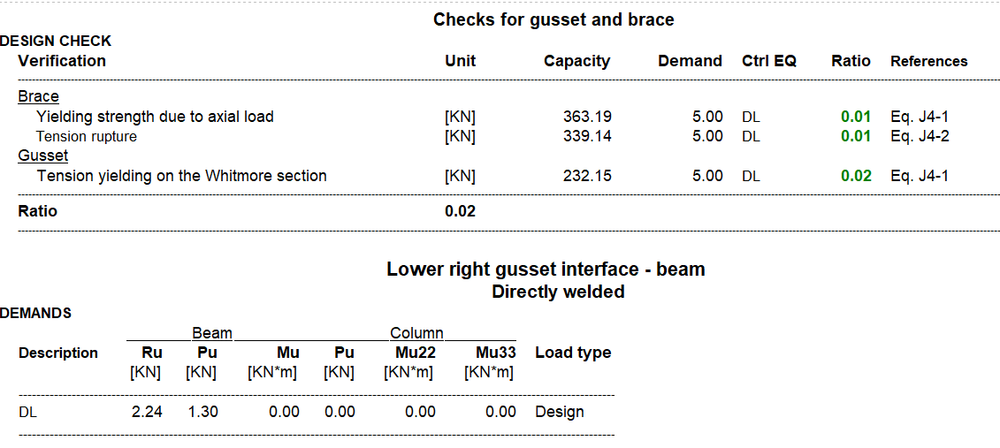 Checks for gusset and brace
DESIGN CHECK
Verification Unit Capacity Demand Ctrl EQ Ratio References
Brace
Yielding strength due to axial load [KN] 363.19 5.00 DL 0.01 Eq. J4-1
Tension rupture [KN] 339.14 5.00 DL 0.01 Eq. J4-2
Gusset
Tension yielding on the Whitmore section [KN] 232.15 5.00 DL 0.02 Eq. J4-1
Ratio 0.02
Lower right gusset interface - beam
Directly welded
DEMANDS
Beam Column
Description Ru Pu Mu Pu Mu22 Mu33 Load type
[KN] [KN] [KN*m] [KN] [KN*m] [KN*m]
DL 2.24 1.30 0.00 0.00 0.00 0.00 Design